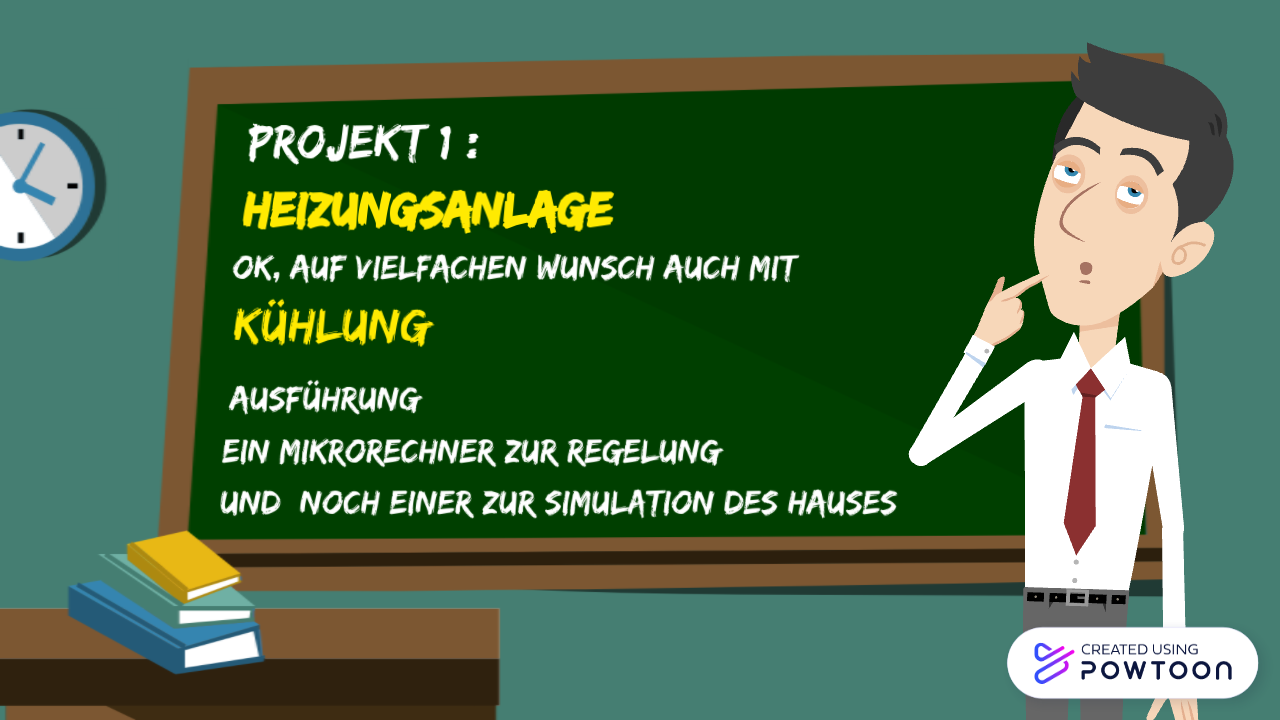 PROJEKT 1 :
HEIZUNGSANLAGE
OK, AUF VIELFACHEN WUNSCH AUCH MIT
KÜHLUNG
AUSFÜHRUNG
EIN MIKRORECHNER ZUR REGELUNG
UND NOCH EINER ZUR SIMULATION DES HAUSES
CREATED USING
POWTOON